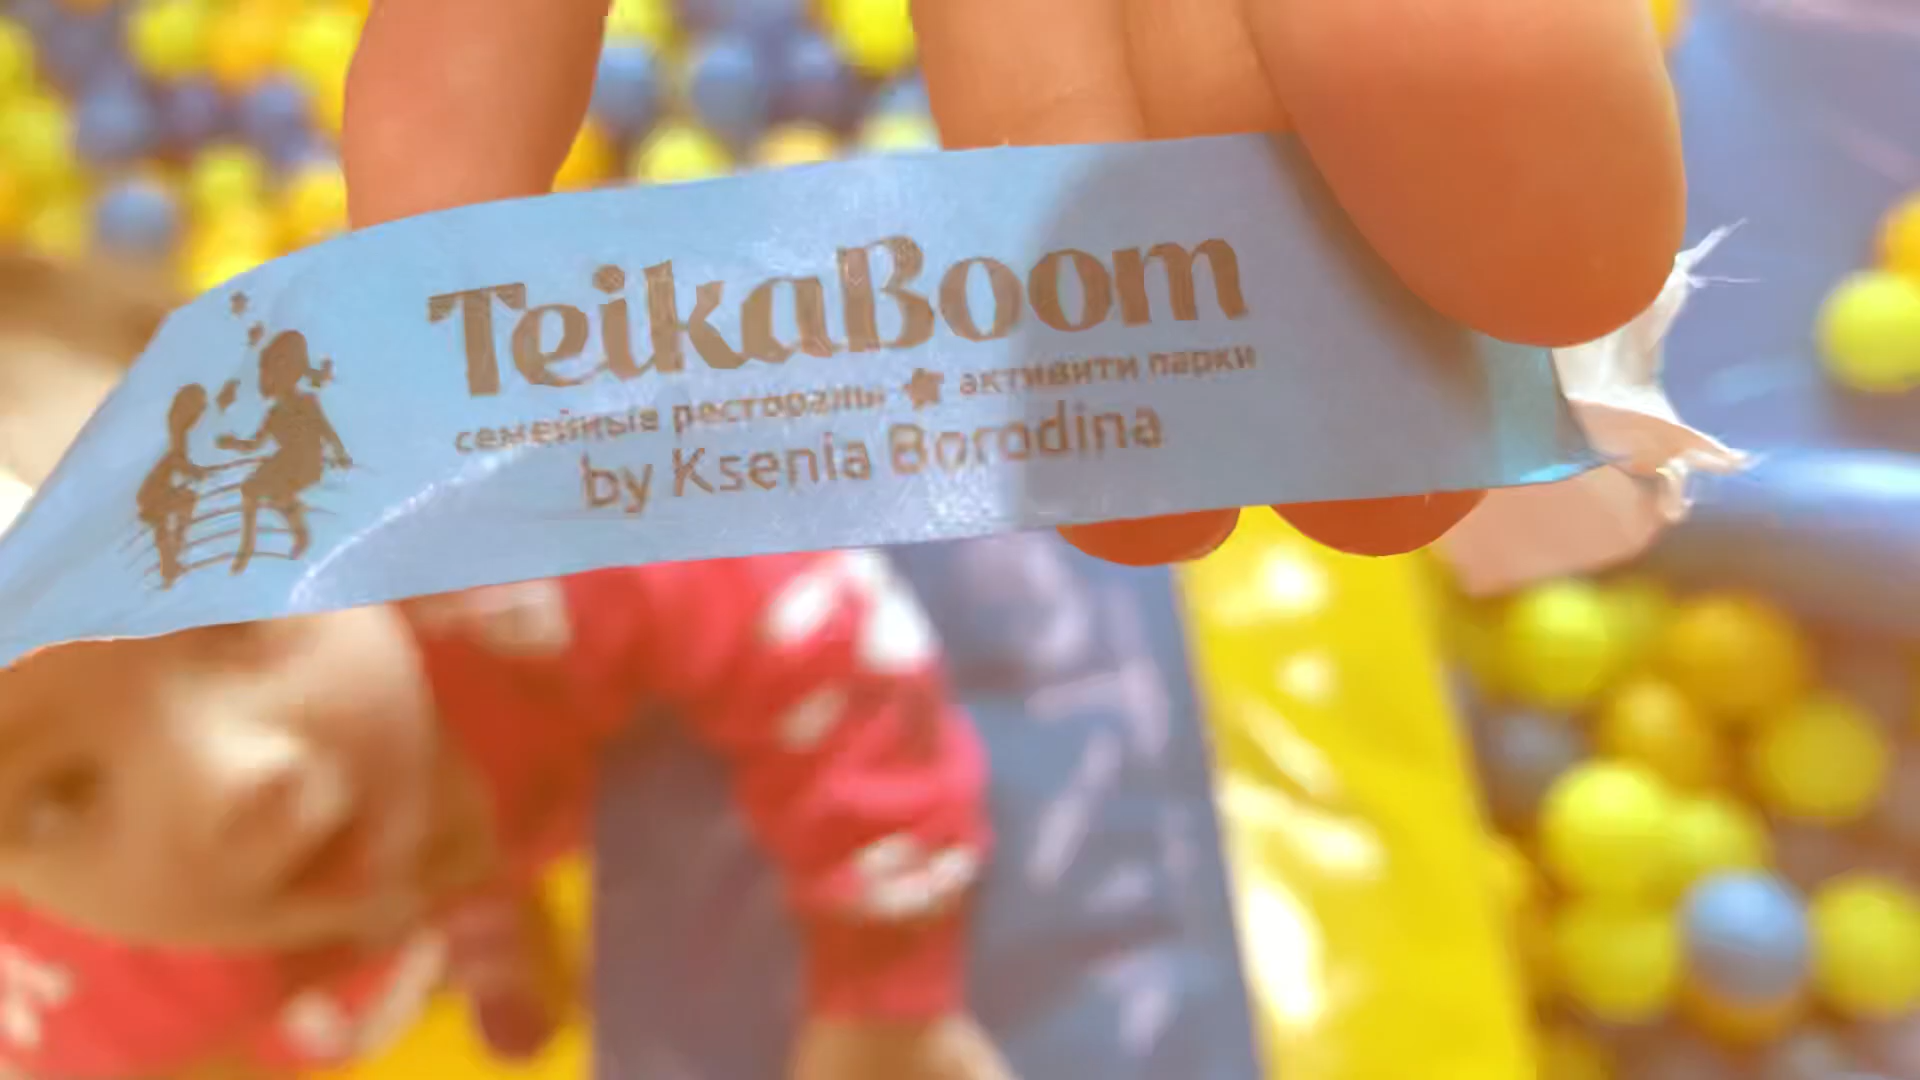 TeikaBoom
семейные рестораны ★ активити парки
by Ksenia Borodina